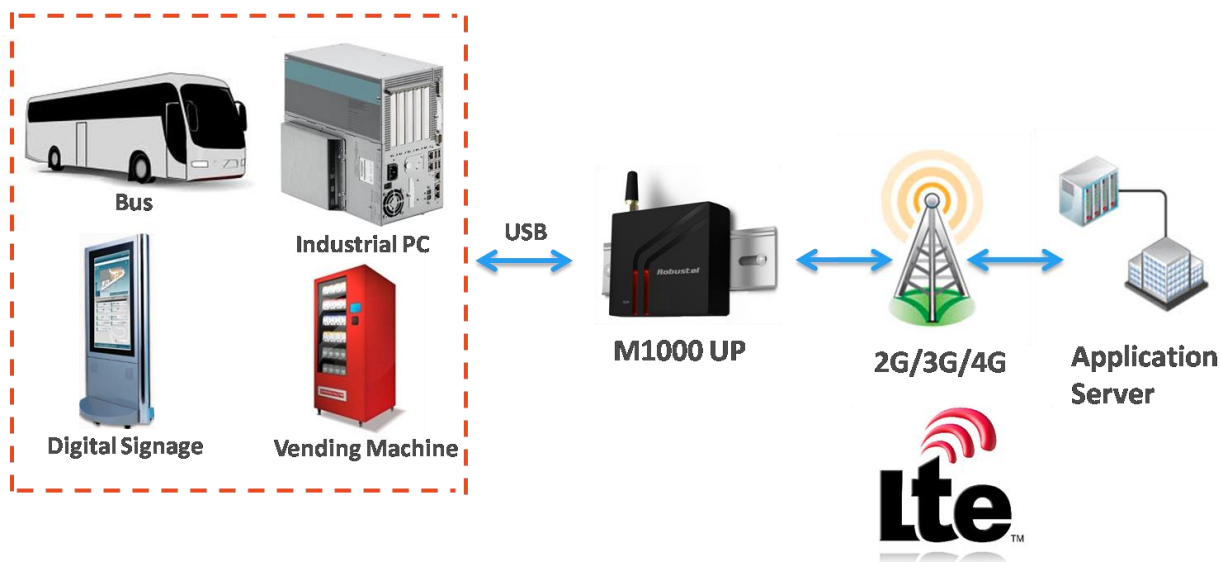 Bus
Industrial PC
Digital Signage
Vending Machine
USB
Robustel
M1000 UP
2G/3G/4G
Lte
TM
Application
Server